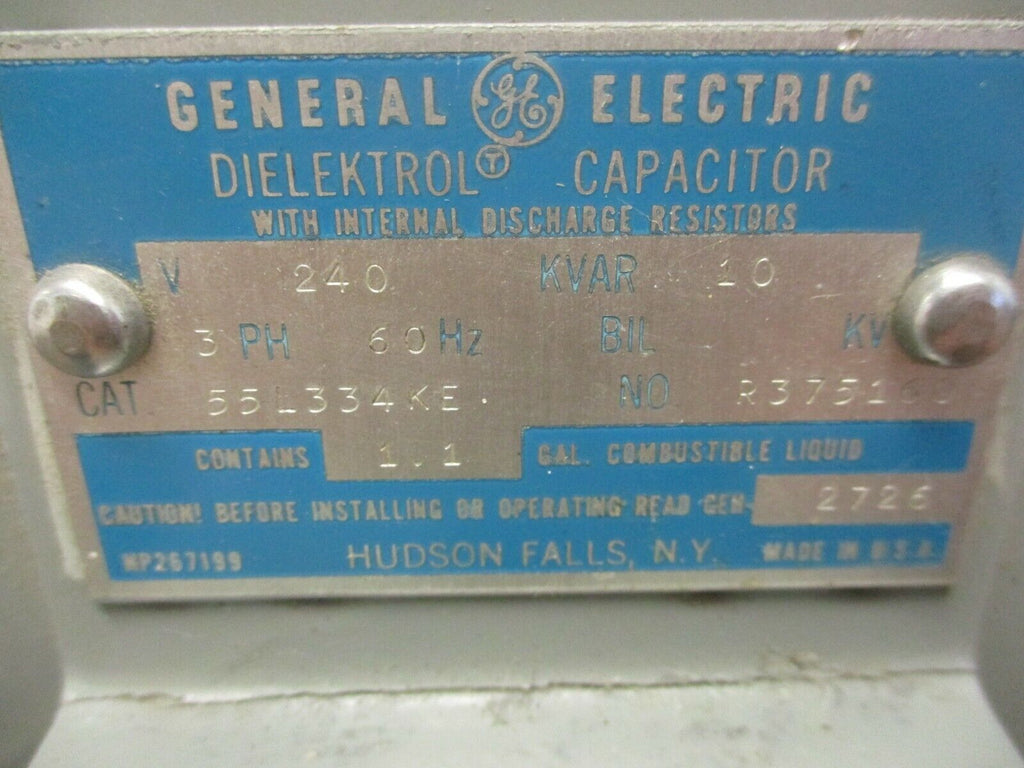 GENERAL GE ELECTRIC
DIELEKTROL Ⓣ CAPACITOR
WITH INTERNAL DISCHARGE RESISTORS
V 240 KVAR 10
3 PH 60 Hz BIL KV
CAT. 55L334KE NO
CONTAINS 1.1 GAL. COMBUSTIBLE LIQUID
CAUTION! BEFORE INSTALLING OR OPERATING READ GEH- 2726
NP267199 HUDSON FALLS, N.Y. MADE IN U.S.A.